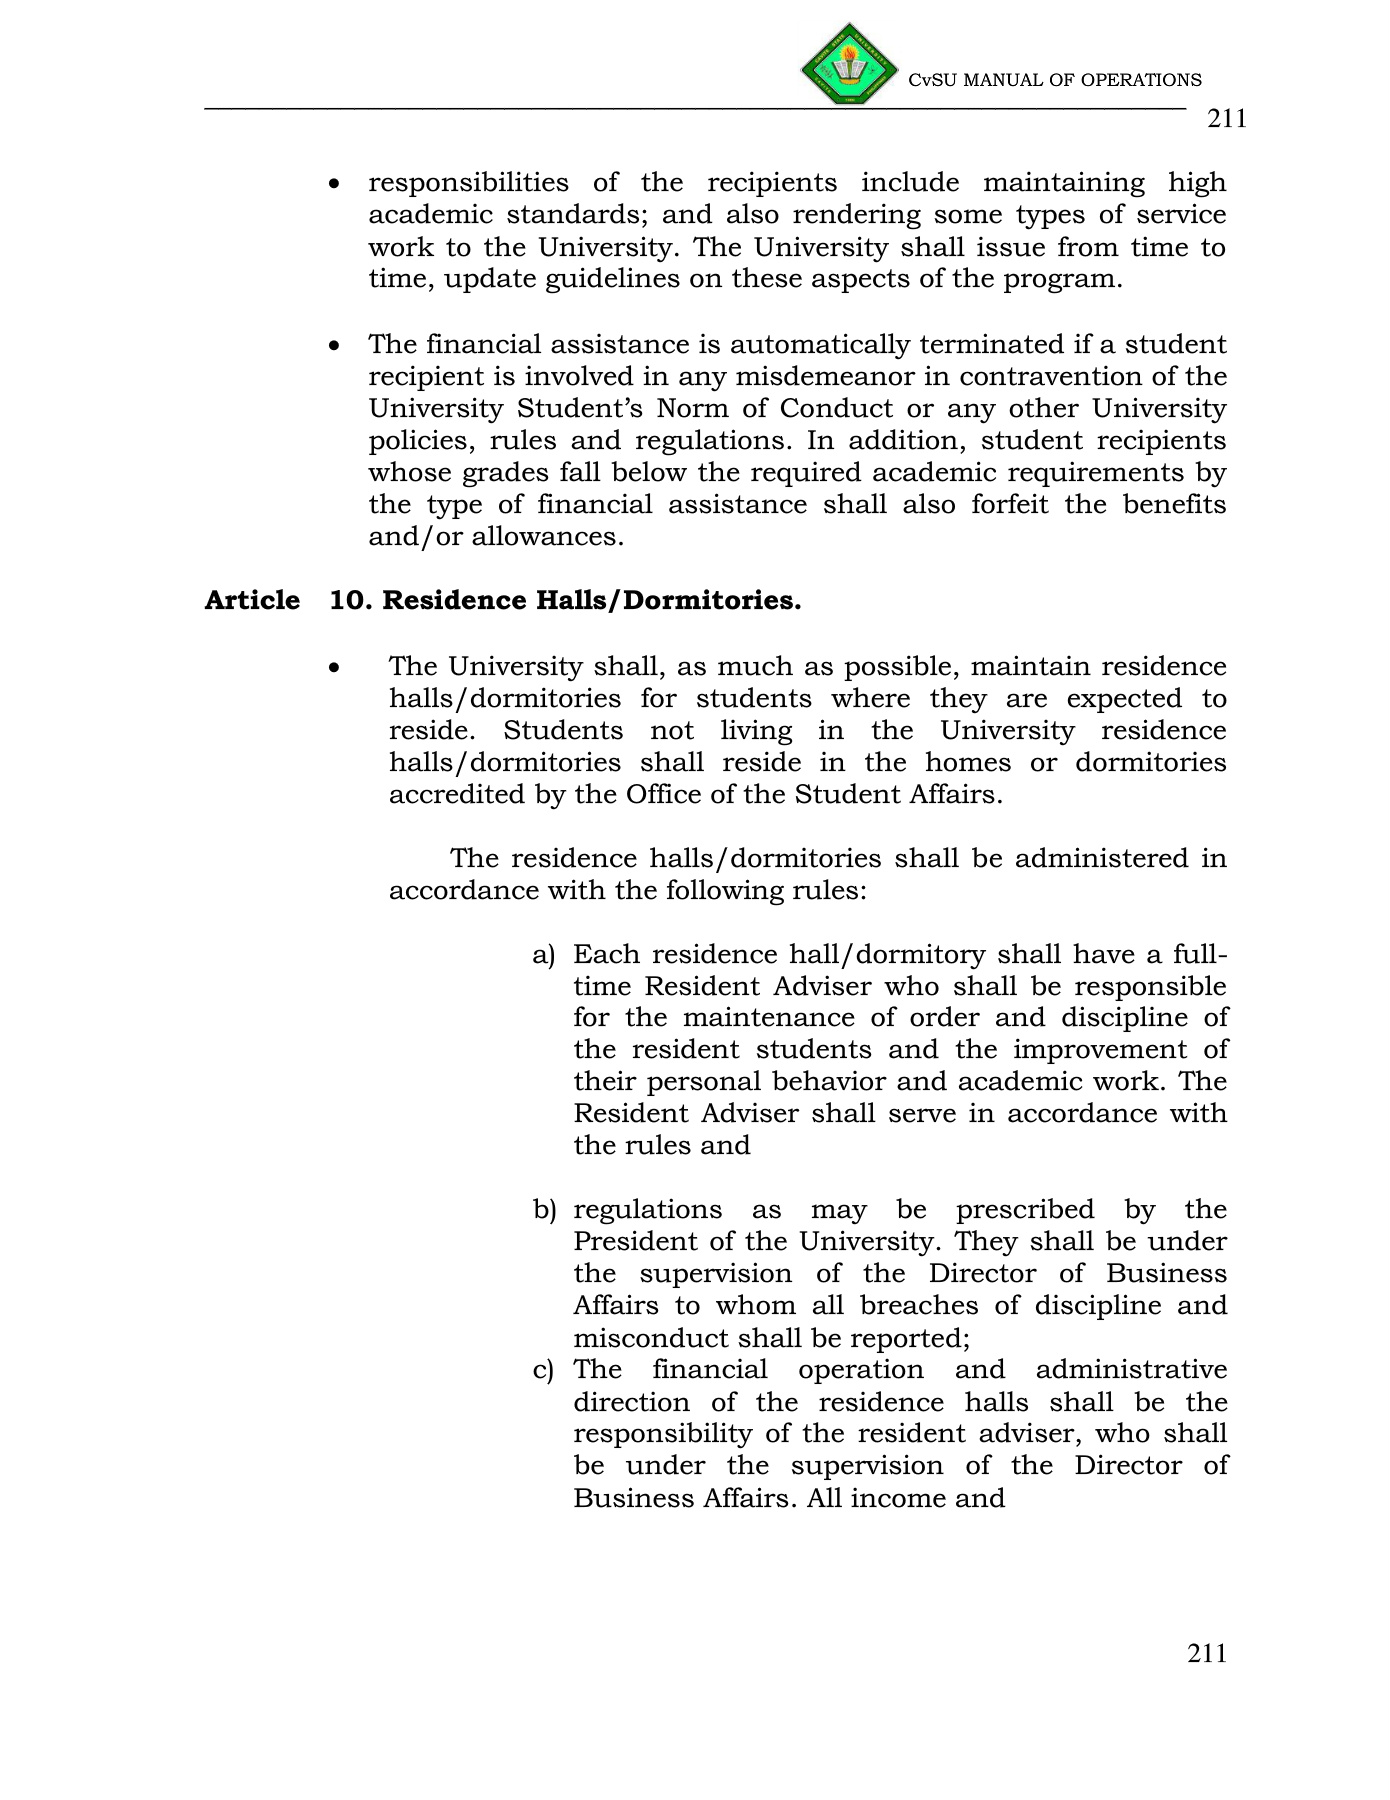 CvSU MANUAL OF OPERATIONS
211
• responsibilities of the recipients include maintaining high
academic standards; and also rendering some types of service
work to the University. The University shall issue from time to
time, update guidelines on these aspects of the program.
• The financial assistance is automatically terminated if a student
recipient is involved in any misdemeanor in contravention of the
University Student’s Norm of Conduct or any other University
policies, rules and regulations. In addition, student recipients
whose grades fall below the required academic requirements by
the type of financial assistance shall also forfeit the benefits
and/or allowances.
Article 10. Residence Halls/Dormitories.
• The University shall, as much as possible, maintain residence
halls/dormitories for students where they are expected to
reside. Students not living in the University residence
halls/dormitories shall reside in the homes or dormitories
accredited by the Office of the Student Affairs.
The residence halls/dormitories shall be administered in
accordance with the following rules:
a) Each residence hall/dormitory shall have a full-
time Resident Adviser who shall be responsible
for the maintenance of order and discipline of
the resident students and the improvement of
their personal behavior and academic work. The
Resident Adviser shall serve in accordance with
the rules and
b) regulations as may be prescribed by the
President of the University. They shall be under
the supervision of the Director of Business
Affairs to whom all breaches of discipline and
misconduct shall be reported;
c) The financial operation and administrative
direction of the residence halls shall be the
responsibility of the resident adviser, who shall
be under the supervision of the Director of
Business Affairs. All income and
211